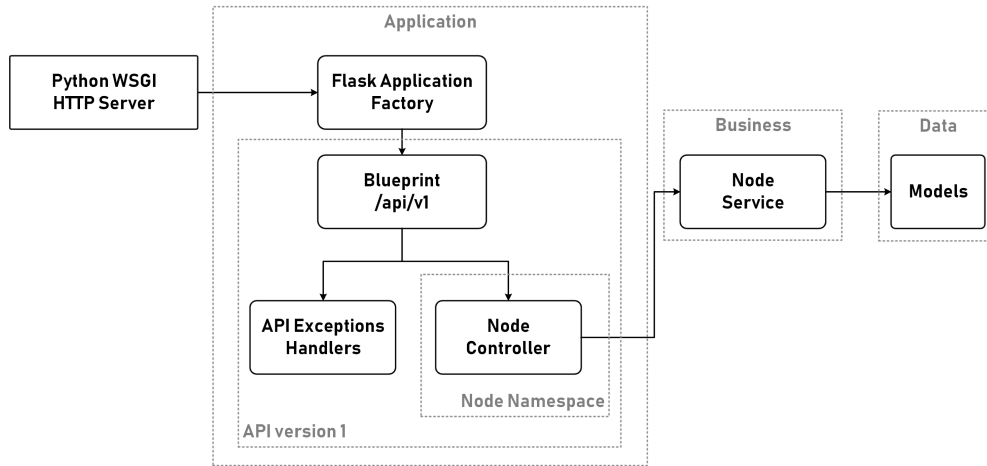 Application
Python WSGI
HTTP Server
Flask Application
Factory
Business
Data
Blueprint
/api/v1
Node
Service
Models
API Exceptions
Handlers
Node
Controller
Node Namespace
API version 1